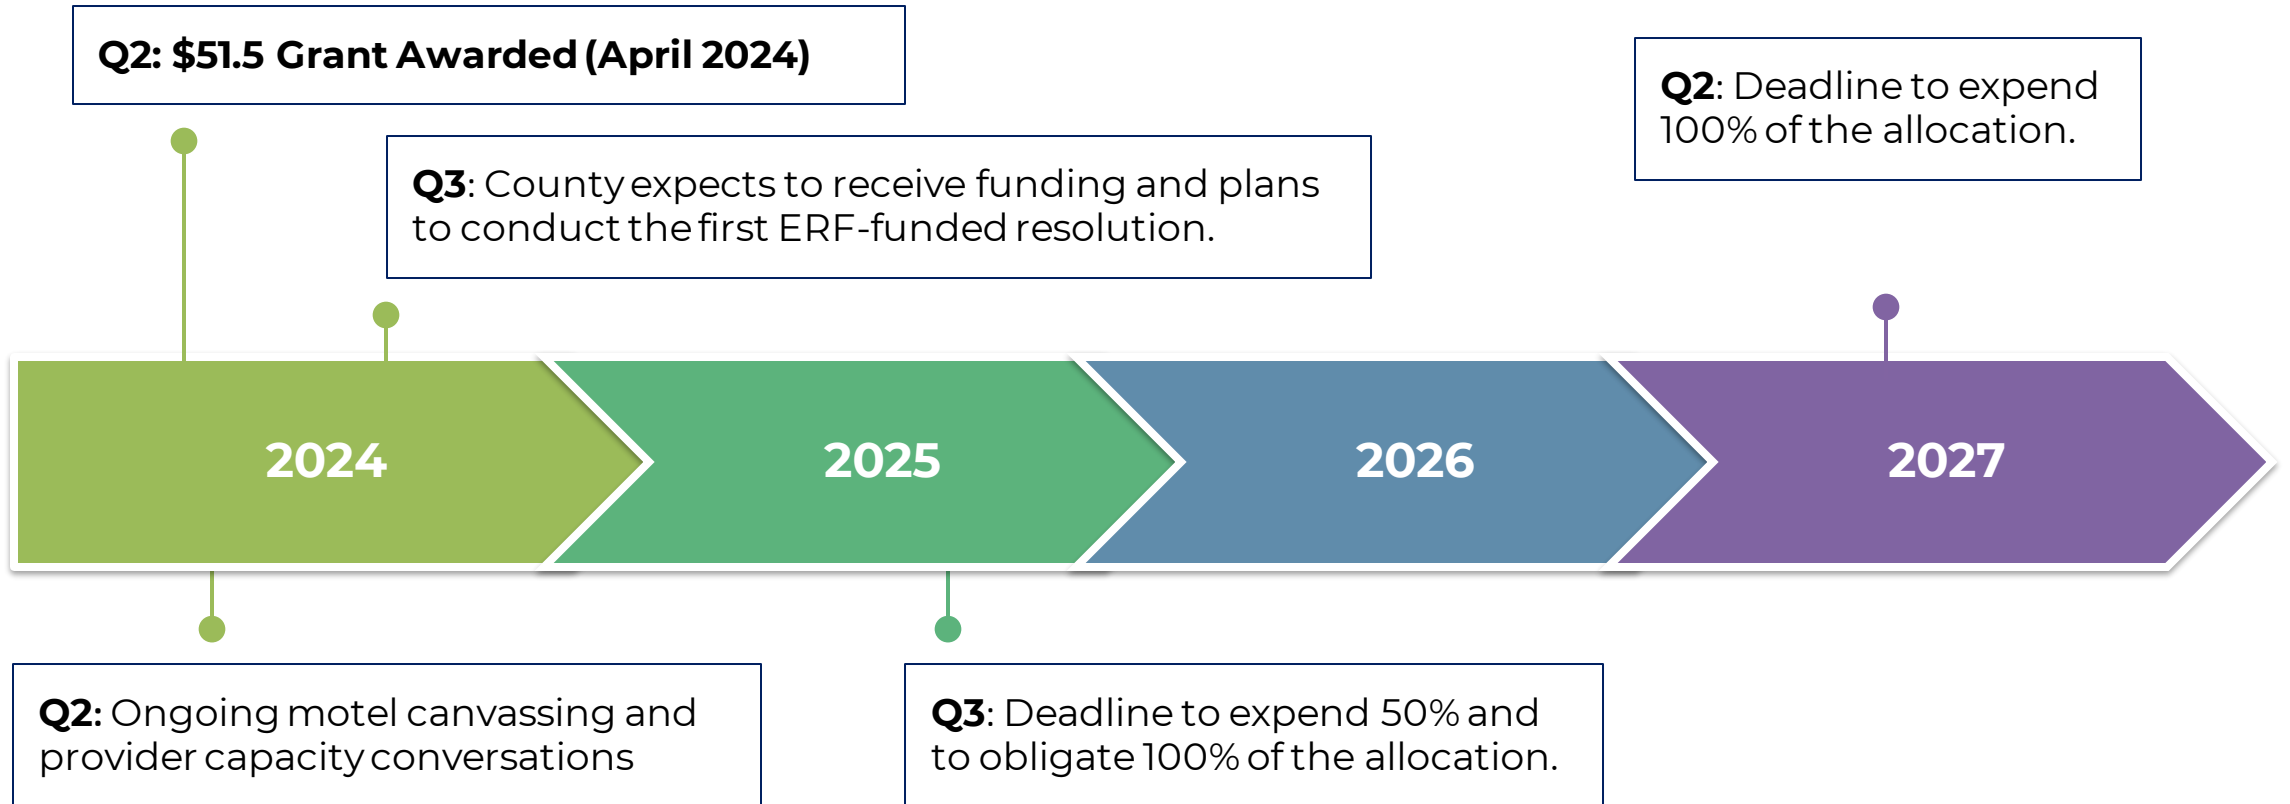 Q2: $51.5 Grant Awarded (April 2024)
Q2: Deadline to expend
100% of the allocation.
Q3: County expects to receive funding and plans
to conduct the first ERF-funded resolution.
2024
2025
2026
2027
Q2: Ongoing motel canvassing and
provider capacity conversations
Q3: Deadline to expend 50% and
to obligate 100% of the allocation.